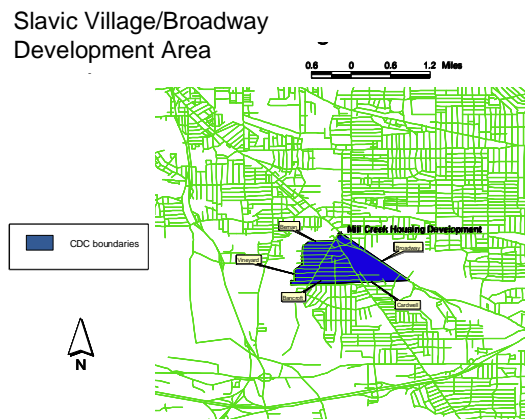 Slavic Village/Broadway
Development Area
0.6 0 0.6 1.2 Miles
Mill Creek Housing Development
Beman
Broadway
Vineyard
Bancroft
Cardwell
CDC boundaries
N